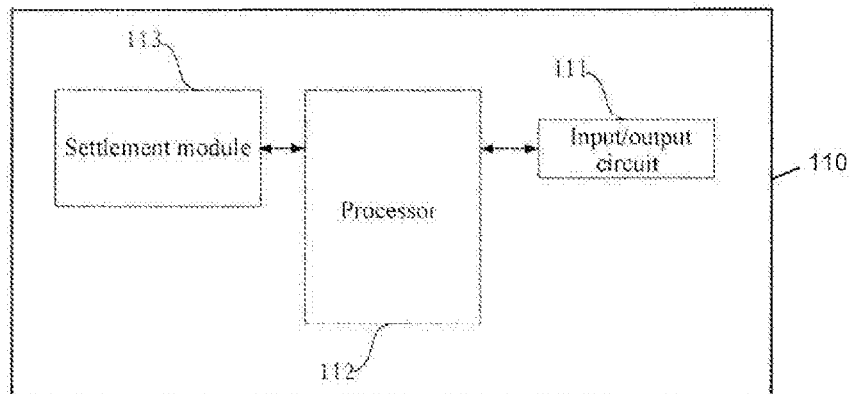 113
111
Settlement module
Input/output
circuit
110
Processor
112